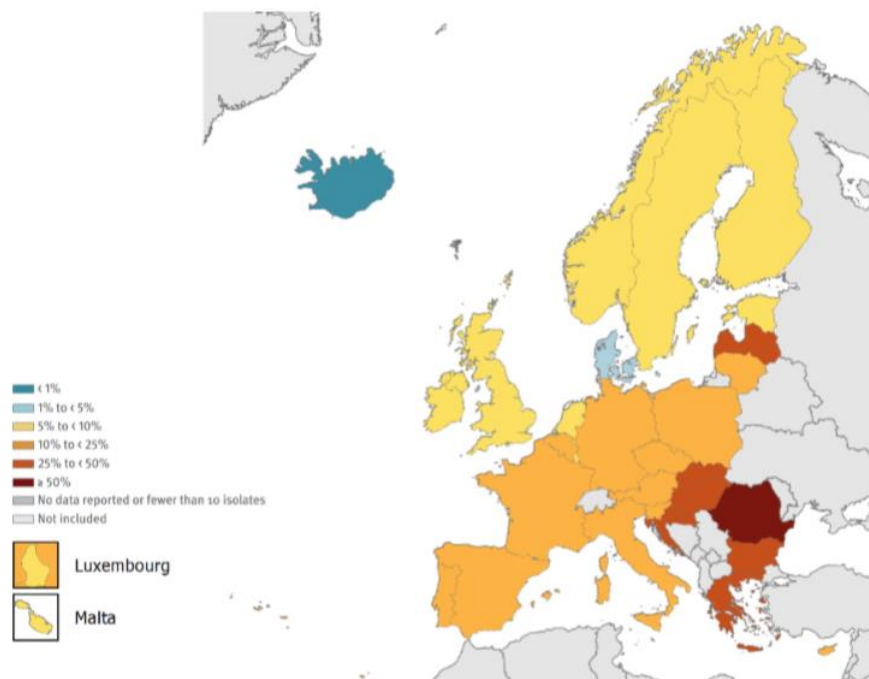 < 1%
1% to < 5%
5% to < 10%
10% to < 25%
25% to < 50%
≥ 50%
No data reported or fewer than 10 isolates
Not included
Luxembourg
Malta